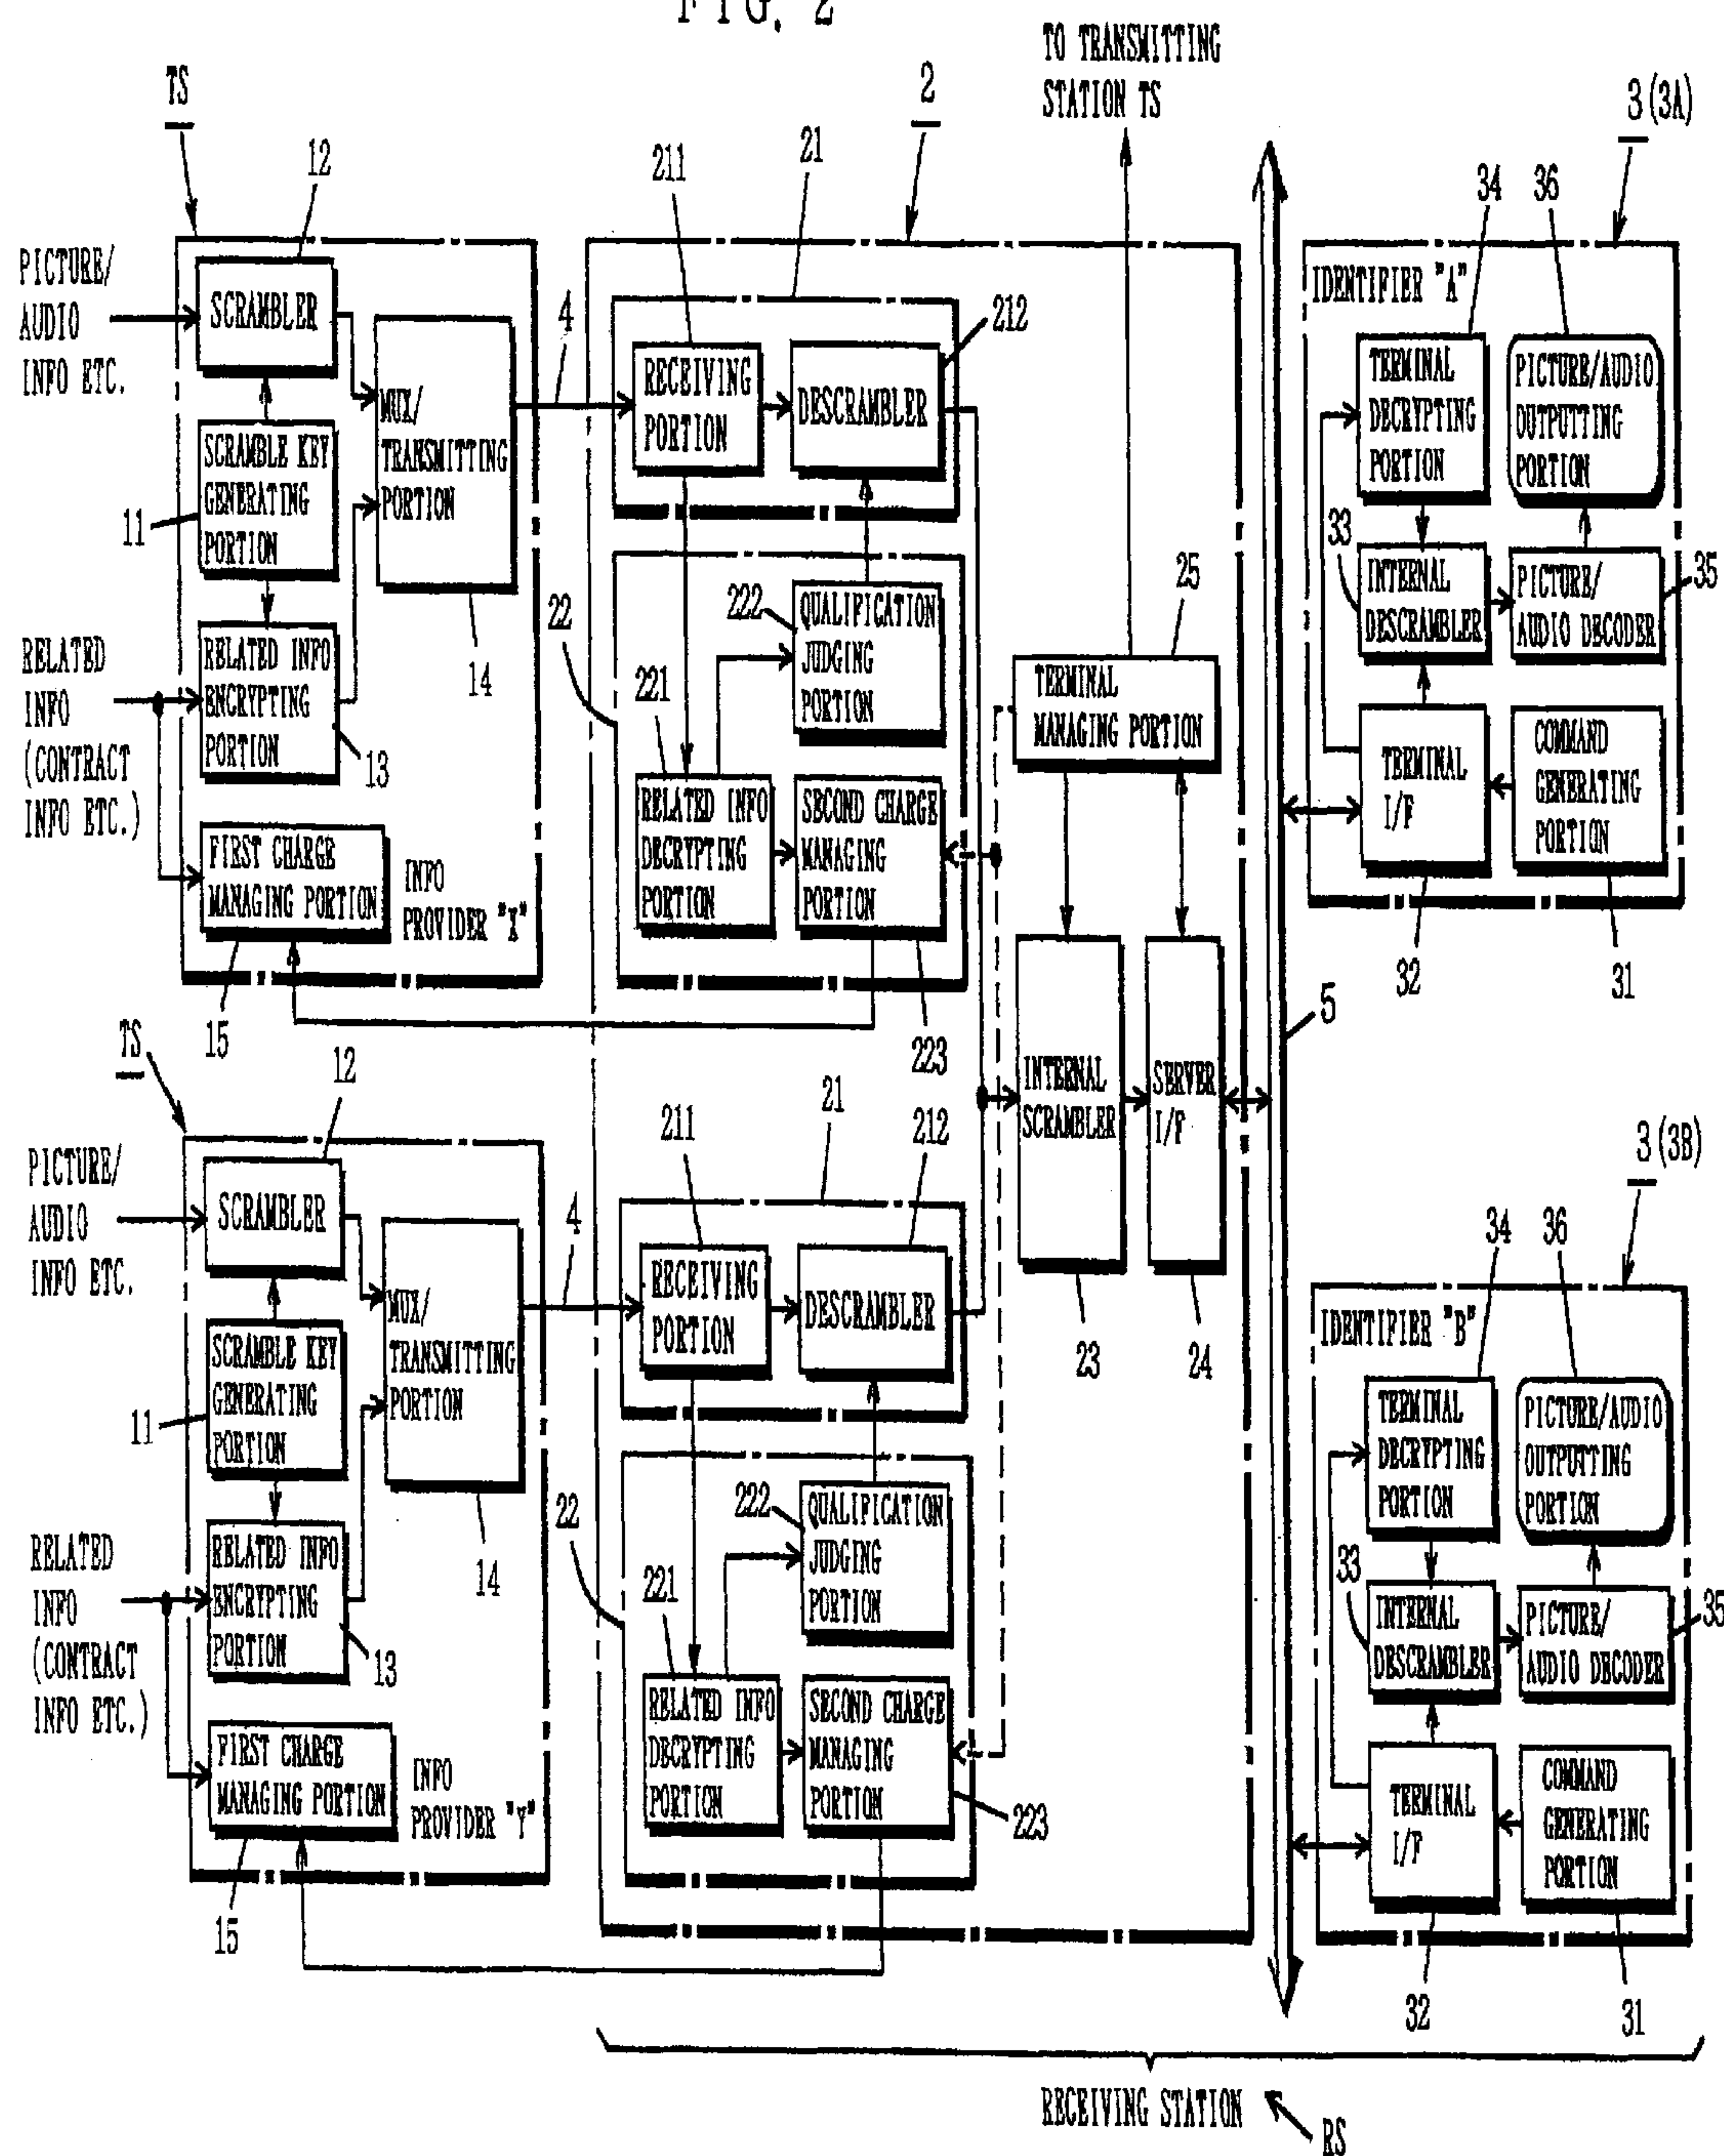 FIG. 2
TO TRANSMITTING
STATION TS
TS
2
3 (3A)
12
211
21
34
36
PICTURE/
AUDIO
INFO ETC.
SCRAMBLER
MUX/
TRANSMITTING
PORTION
4
RECEIVING
PORTION
DESCRAMBLER
212
IDENTIFIER "A"
TERMINAL
DECRYPTING
PORTION
PICTURE/AUDIO
OUTPUTTING
PORTION
SCRAMBLE KEY
GENERATING
PORTION
11
33
INTERNAL
DESCRAMBLER
PICTURE/
AUDIO DECODER
35
RELATED
INFO
(CONTRACT
INFO ETC.)
RELATED INFO
ENCRYPTING
PORTION
13
14
22
222
QUALIFICATION
JUDGING
PORTION
221
25
TERMINAL
MANAGING PORTION
RELATED INFO
DECRYPTING
PORTION
SECOND CHARGE
MANAGING
PORTION
TERMINAL
I/F
COMMAND
GENERATING
PORTION
FIRST CHARGE
MANAGING PORTION
INFO
PROVIDER "X"
15
223
32
31
5
TS
12
211
21
212
INTERNAL
SCRAMBLER
SERVER
I/F
3 (3B)
PICTURE/
AUDIO
INFO ETC.
SCRAMBLER
MUX/
TRANSMITTING
PORTION
4
RECEIVING
PORTION
DESCRAMBLER
23
24
34
36
IDENTIFIER "B"
TERMINAL
DECRYPTING
PORTION
PICTURE/AUDIO
OUTPUTTING
PORTION
SCRAMBLE KEY
GENERATING
PORTION
11
RELATED
INFO
(CONTRACT
INFO ETC.)
RELATED INFO
ENCRYPTING
PORTION
13
14
22
222
QUALIFICATION
JUDGING
PORTION
221
33
INTERNAL
DESCRAMBLER
PICTURE/
AUDIO DECODER
35
RELATED INFO
DECRYPTING
PORTION
SECOND CHARGE
MANAGING
PORTION
223
FIRST CHARGE
MANAGING PORTION
INFO
PROVIDER "Y"
15
TERMINAL
I/F
COMMAND
GENERATING
PORTION
32
31
RECEIVING STATION
RS